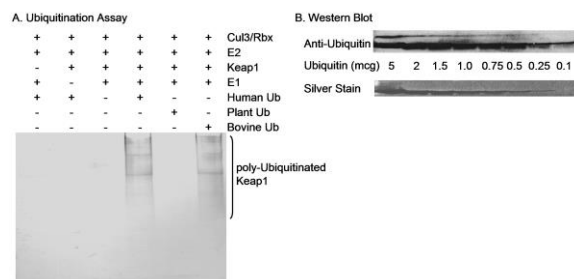 A. Ubiquitination Assay
+ + + + + + Cul3/Rbx
+ + + + + + E2
- + + + + + Keap1
+ - + + + + E1
+ + - + - - Human Ub
- - - - + - Plant Ub
- - - - - + Bovine Ub
poly-Ubiquitinated
Keap1
B. Western Blot
Anti-Ubiquitin
Ubiquitin (mcg) 5 2 1.5 1.0 0.75 0.5 0.25 0.1
Silver Stain